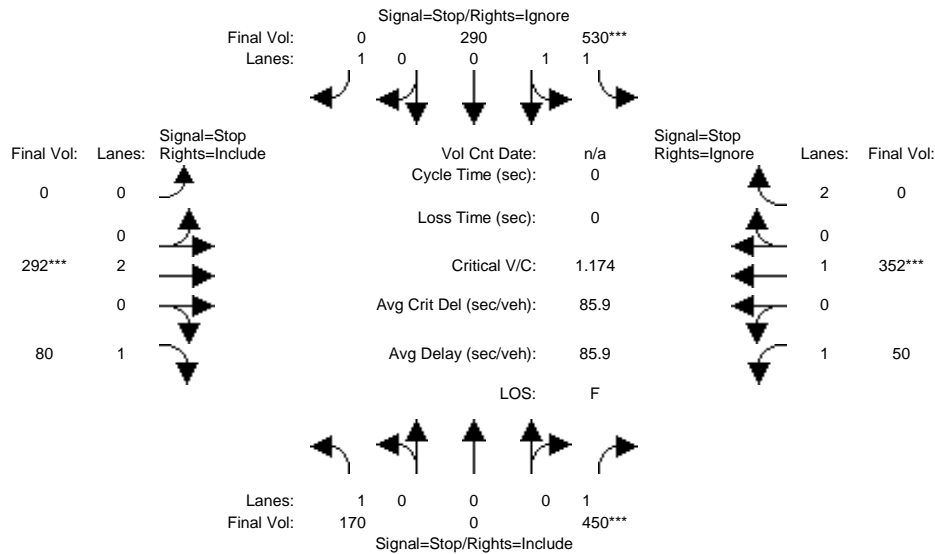 Signal=Stop/Rights=Ignore
Final Vol: 0 290 530***
Lanes: 1 0 0 1 1
Signal=Stop
Final Vol: Lanes: Rights=Include
Vol Cnt Date: n/a
Signal=Stop
Rights=Ignore Lanes: Final Vol:
Cycle Time (sec): 0
0 0
2 0
Loss Time (sec): 0
0
0
292*** 2
Critical V/C: 1.174
1 352***
0
Avg Crit Del (sec/veh): 85.9
0
80 1
Avg Delay (sec/veh): 85.9
1 50
LOS: F
Lanes: 1 0 0 0 1
Final Vol: 170 0 450***
Signal=Stop/Rights=Include